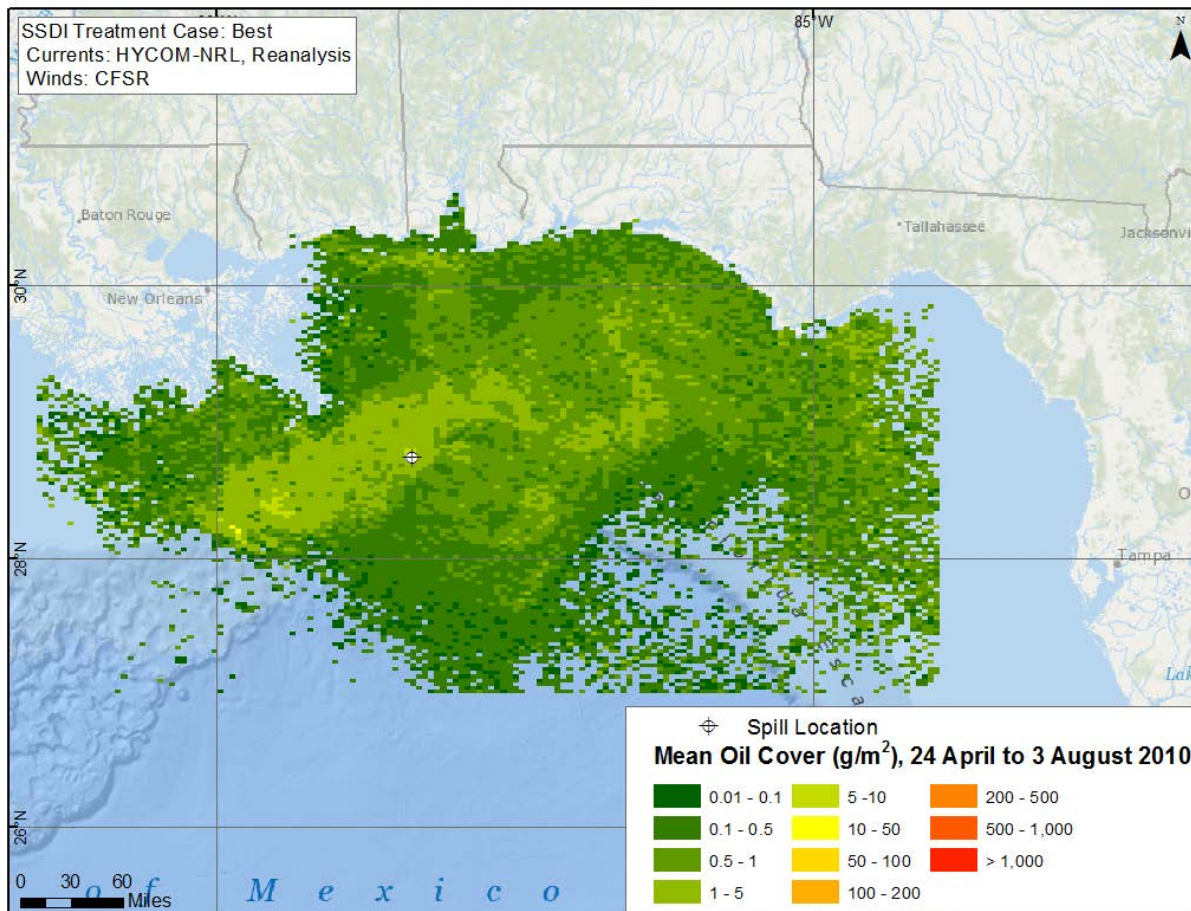 SSDI Treatment Case: Best
Currents: HYCOM-NRL, Reanalysis
Winds: CFSR
85°W
N
Baton Rouge
Tallahassee
30°N
New Orleans
28°N
Tampa
26°N
Spill Location
Mean Oil Cover (g/m²), 24 April to 3 August 2010
0.01 - 0.1
5 -10
200 - 500
0.1 - 0.5
10 - 50
500 - 1,000
0.5 - 1
50 - 100
> 1,000
1 - 5
100 - 200
0 30 60
Miles
o f M e x i c o